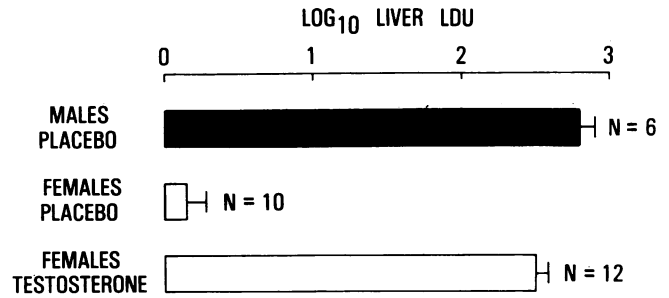 LOG10 LIVER LDU
0 1 2 3
MALES
PLACEBO
N = 6
FEMALES
PLACEBO
N = 10
FEMALES
TESTOSTERONE
N = 12